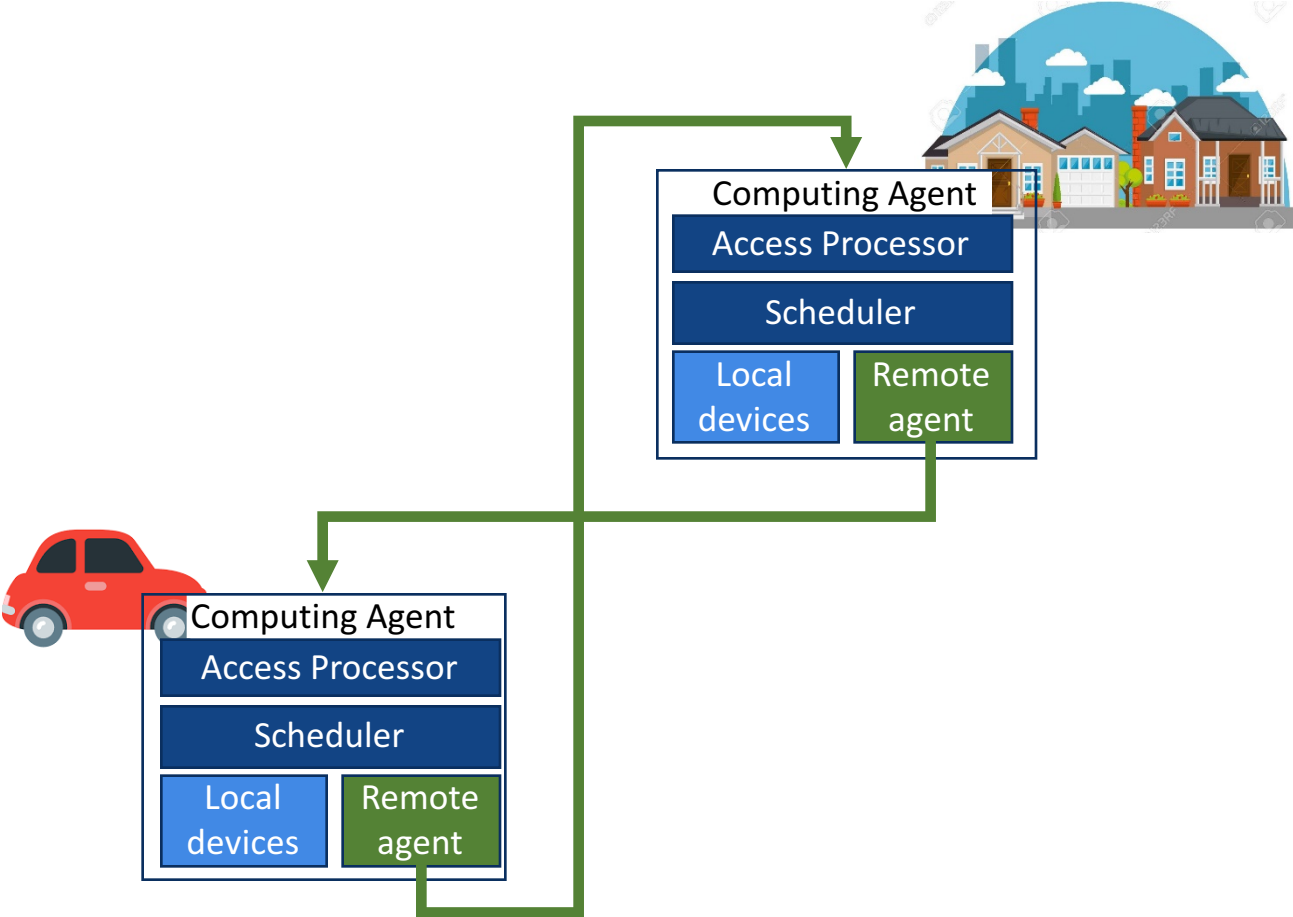 Computing Agent
Access Processor
Scheduler
Local
devices
Remote
agent
Computing Agent
Access Processor
Scheduler
Local
devices
Remote
agent